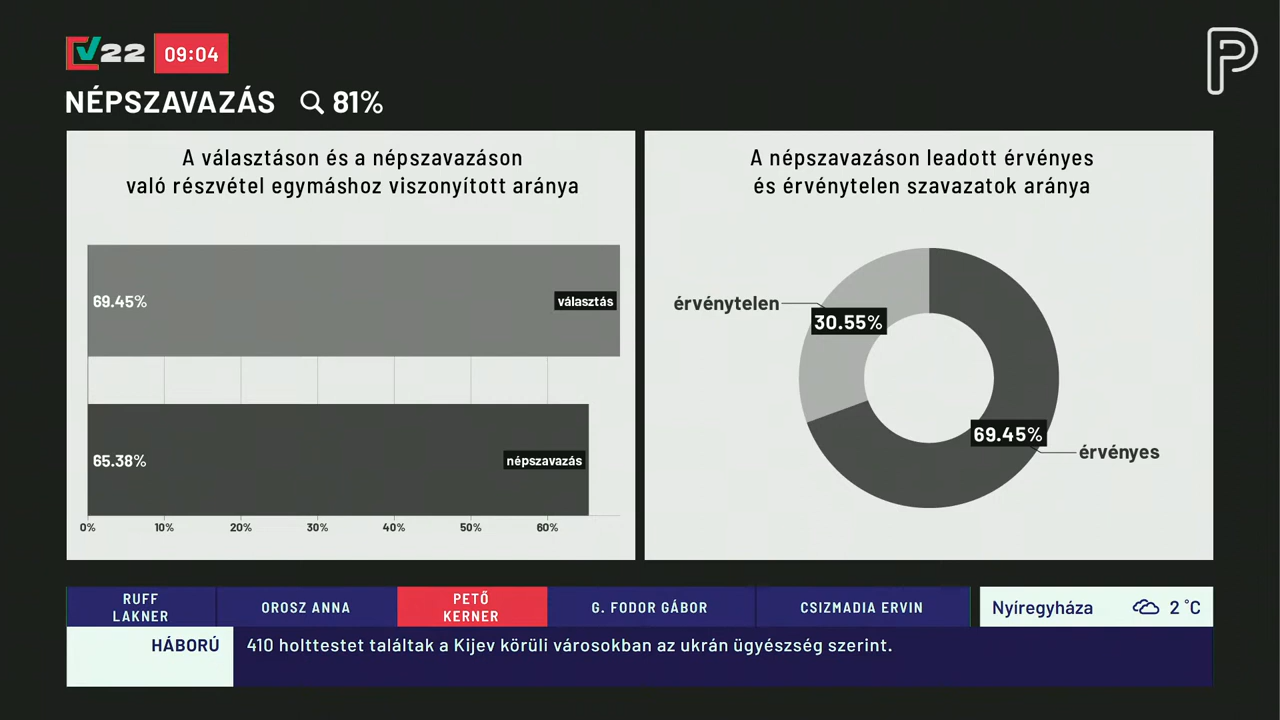 22 09:04
P
NÉPSZAVAZÁS 81%
A választáson és a népszavazáson
való részvétel egymáshoz viszonyított aránya
69.45% választás
65.38% népszavazás
0% 10% 20% 30% 40% 50% 60%
A népszavazáson leadott érvényes
és érvénytelen szavazatok aránya
érvénytelen
30.55%
69.45%
érvényes
RUFF
LAKNER
OROSZ ANNA
PETŐ
KERNER
G. FODOR GÁBOR
CSIZMADIA ERVIN
Nyíregyháza 2 °C
HÁBORÚ
410 holttestet találtak a Kijev körüli városokban az ukrán ügyészség szerint.